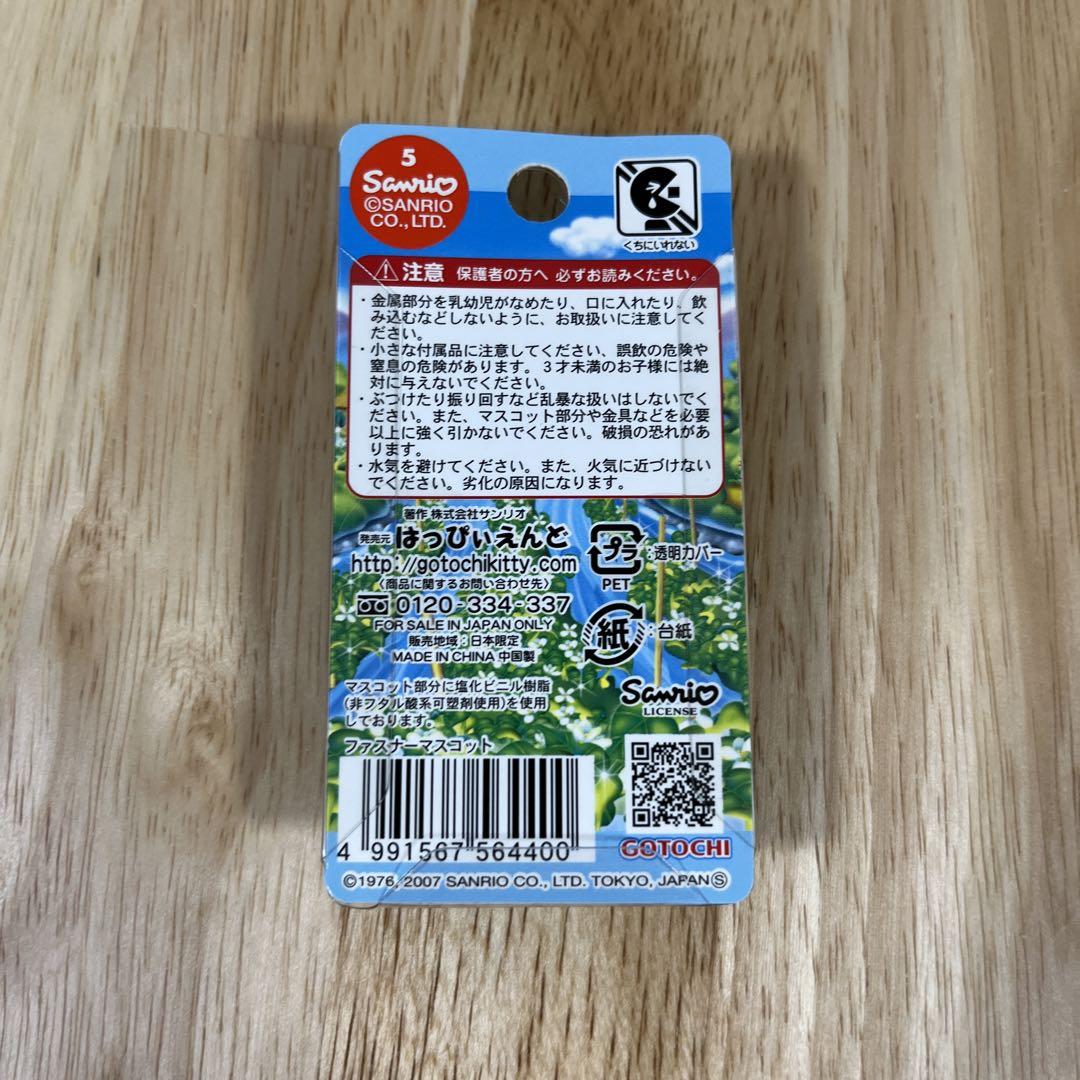 5
Sanrio
©SANRIO
CO., LTD.
くちにいれない
注意 保護者の方へ 必ずお読みください。
・金属部分を乳幼児がなめたり、口に入れたり、飲
み込むなどしないように、お取扱いに注意してく
ださい。
・小さな付属品に注意してください、誤飲の危険や
窒息の危険があります。3才未満のお子様には絶
対に与えないでください。
・ぶつけたり振り回すなど乱暴な扱いはしないでく
ださい。また、マスコット部分や金具などを必要
以上に強く引かないでください。破損の恐れがあ
ります。
・水気を避けてください。また、火気に近づけない
でください。劣化の原因になります。
著作 株式会社サンリオ
発売元 はっぴぃえんど
http://gotochikitty.com
〈商品に関するお問い合わせ先〉
0120-334-337
FOR SALE IN JAPAN ONLY
販売地域：日本限定
MADE IN CHINA 中国製
プラ :透明カバー
PET
紙 :台紙
Sanrio
LICENSE
マスコット部分に塩化ビニル樹脂
(非フタル酸系可塑剤使用)を使用
しております。
ファスナーマスコット
4 991567 564400
GOTOCHI
©1976, 2007 SANRIO CO., LTD. TOKYO, JAPAN Ⓢ